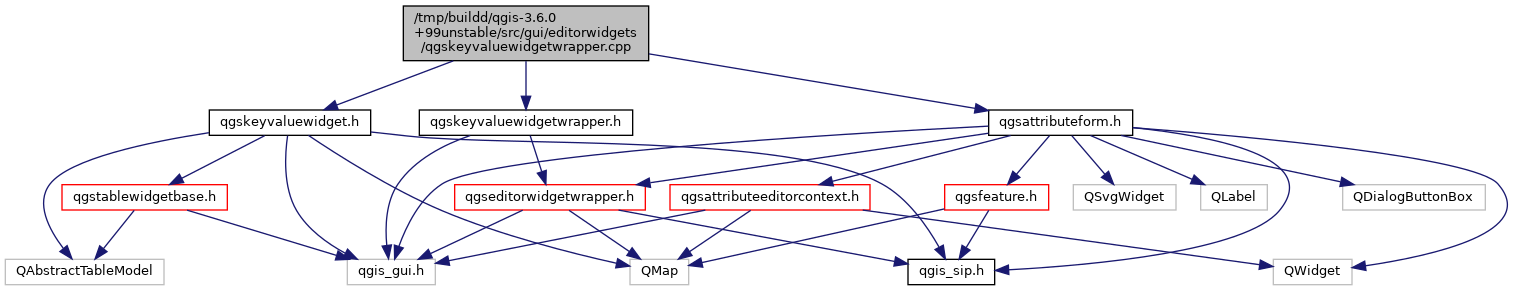 /tmp/buildd/qgis-3.6.0
+99unstable/src/gui/editorwidgets
/qgskeyvaluewidgetwrapper.cpp
qgskeyvaluewidget.h
qgskeyvaluewidgetwrapper.h
qgsattributeform.h
qgstablewidgetbase.h
qgseditorwidgetwrapper.h
qgsattributeeditorcontext.h
qgsfeature.h
QSvgWidget
QLabel
QDialogButtonBox
QAbstractTableModel
qgis_gui.h
QMap
qgis_sip.h
QWidget